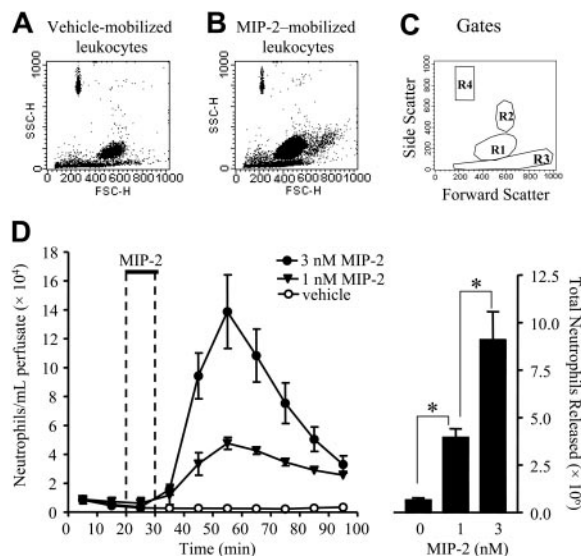 A Vehicle-mobilized leukocytes
B MIP-2–mobilized leukocytes
C Gates
1000
SSC-H
0
0 200 400 600 800 1000
FSC-H
1000
SSC-H
0
0 200 400 600 800 1000
FSC-H
1000
800
600
400
200
0
Side Scatter
R4
R2
R1
R3
0 200 400 600 800 1000
Forward Scatter
D
MIP-2
3 nM MIP-2
1 nM MIP-2
vehicle
Neutrophils/mL perfusate (× 10⁴)
18
16
14
12
10
8
6
4
2
0
0 10 20 30 40 50 60 70 80 90 100
Time (min)
*
*
12.5
10.0
7.5
5.0
2.5
0.0
Total Neutrophils Released (× 10⁶)
0 1 3
MIP-2 (nM)